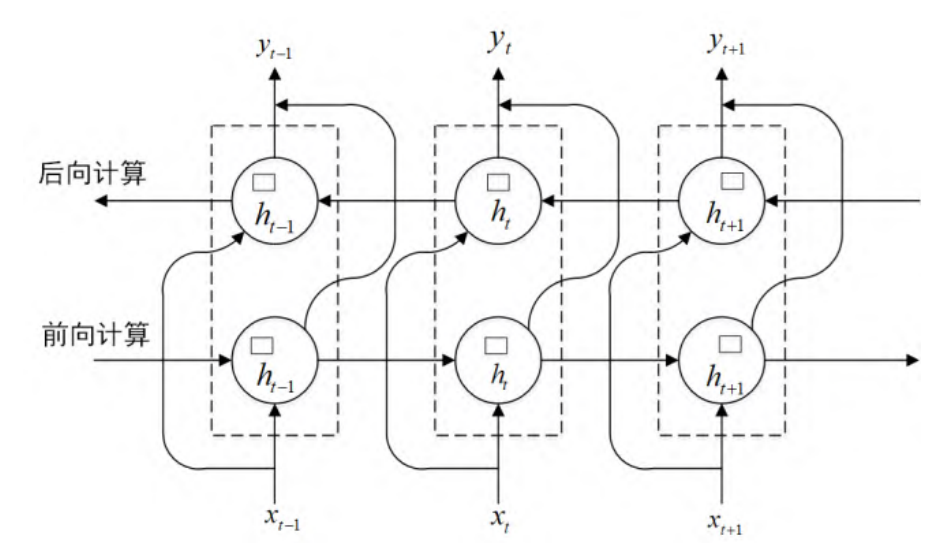 y_{t-1} y_t y_{t+1}
后向计算
□ □ □
h_{t-1} h_t h_{t+1}
前向计算
□ □ □
h_{t-1} h_t h_{t+1}
x_{t-1} x_t x_{t+1}